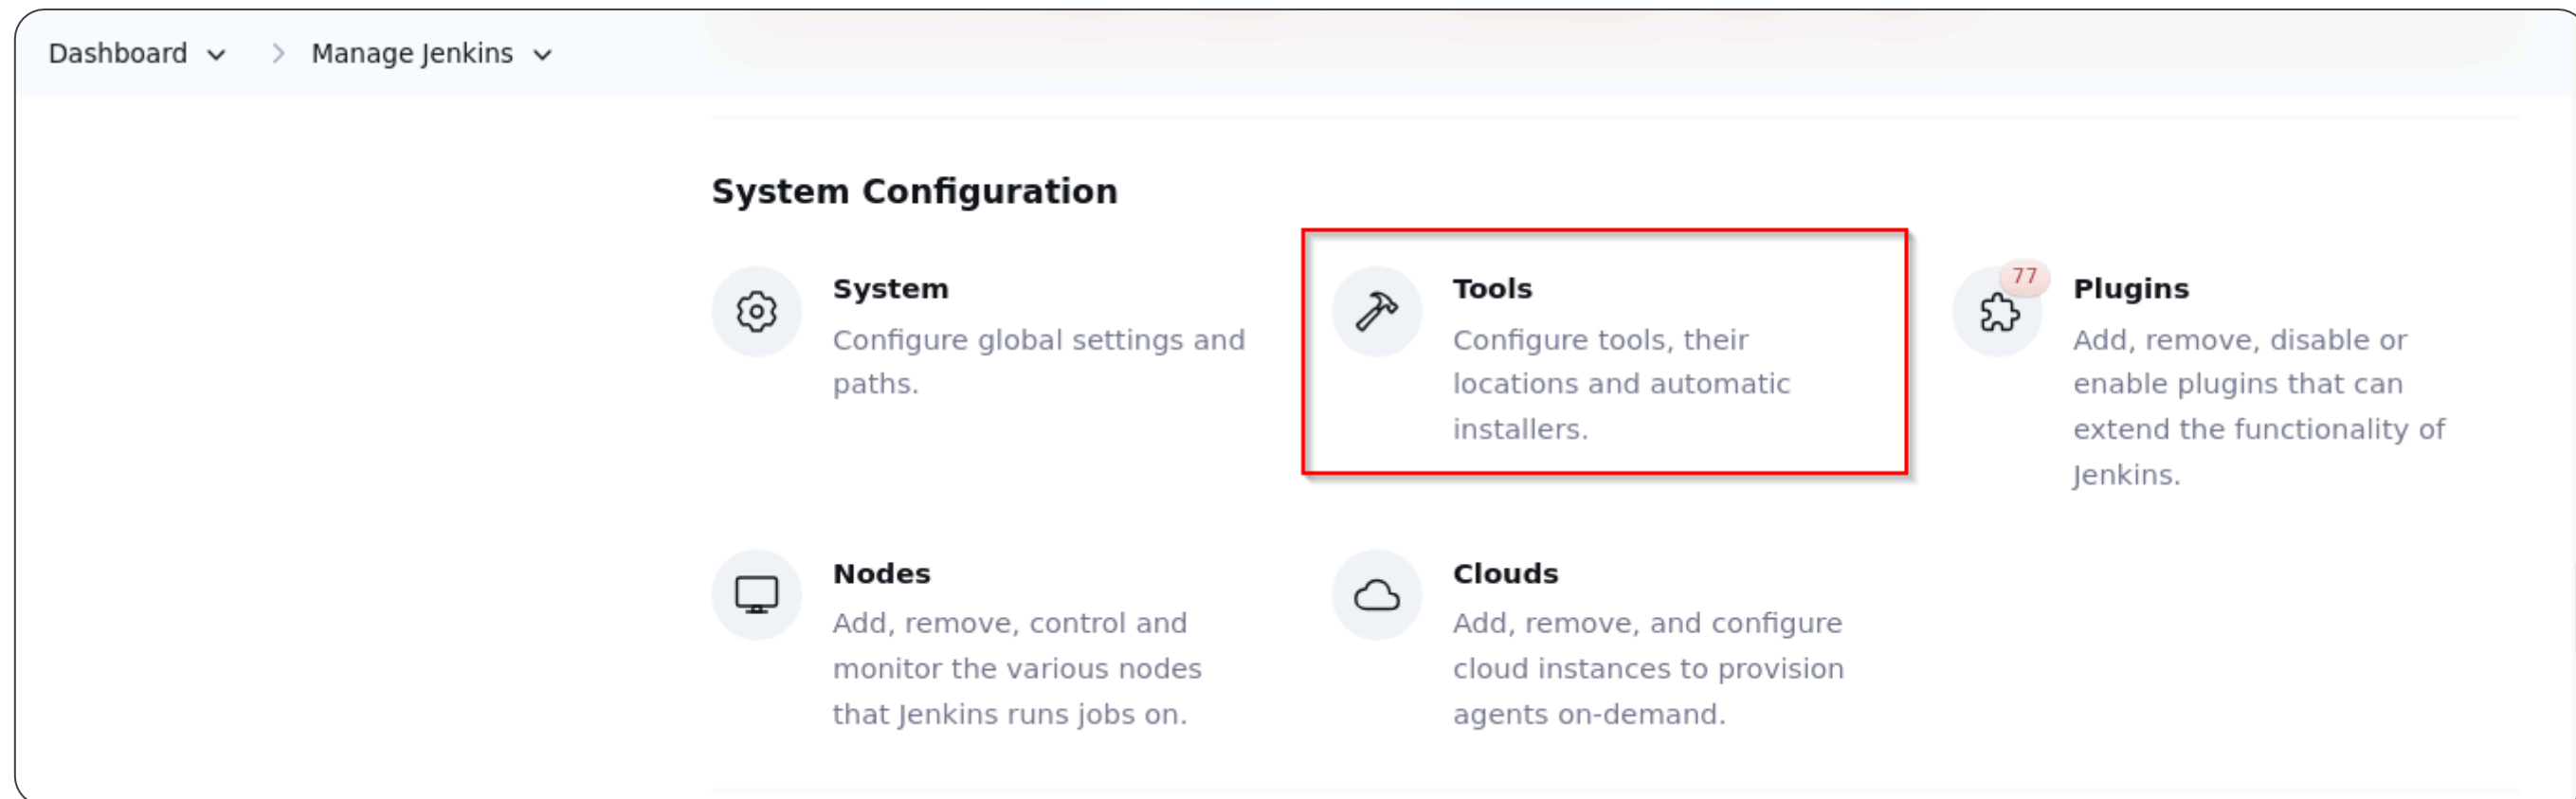 Dashboard Manage Jenkins
System Configuration
System
Configure global settings and
paths.
Tools
Configure tools, their
locations and automatic
installers.
77
Plugins
Add, remove, disable or
enable plugins that can
extend the functionality of
Jenkins.
Nodes
Add, remove, control and
monitor the various nodes
that Jenkins runs jobs on.
Clouds
Add, remove, and configure
cloud instances to provision
agents on-demand.